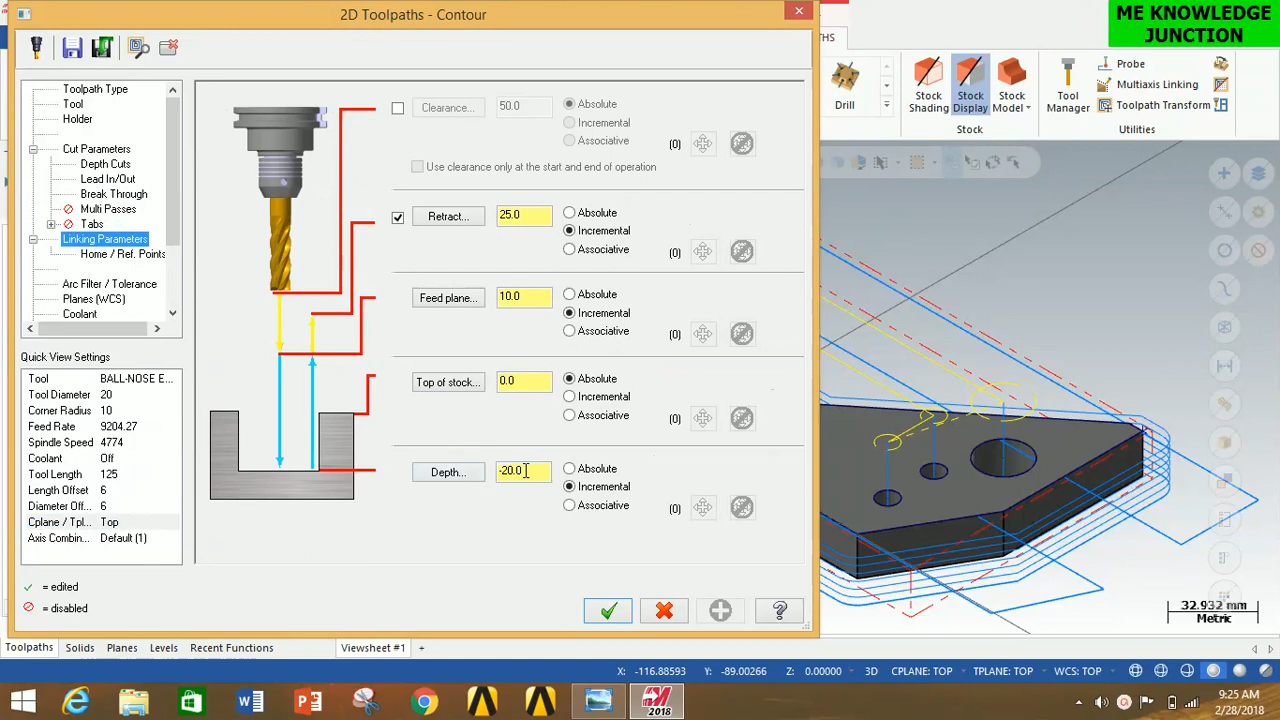 2D Toolpaths - Contour
ME KNOWLEDGE
JUNCTION
THS
Toolpath Type
Tool
Holder
Cut Parameters
Depth Cuts
Lead In/Out
Break Through
Multi Passes
Tabs
Linking Parameters
Home / Ref. Points
Arc Filter / Tolerance
Planes (WCS)
Coolant
Quick View Settings
Tool BALL-NOSE E...
Tool Diameter 20
Corner Radius 10
Feed Rate 9204.27
Spindle Speed 4774
Coolant Off
Tool Length 125
Length Offset 6
Diameter Off... 6
Cplane / Tpl... Top
Axis Combin... Default (1)
= edited
= disabled
Clearance... 50.0 Absolute
Incremental
Associative (0)
Use clearance only at the start and end of operation
Retract... 25.0 Absolute
Incremental
Associative (0)
Feed plane... 10.0 Absolute
Incremental
Associative (0)
Top of stock... 0.0 Absolute
Incremental
Associative (0)
Depth... -20.0 Absolute
Incremental
Associative (0)
Drill
Stock
Shading
Stock
Display
Stock
Model
Stock
Tool
Manager
Probe
Multiaxis Linking
Toolpath Transform
Utilities
32.932 mm
Metric
Toolpaths Solids Planes Levels Recent Functions Viewsheet #1 +
X: -116.88593 Y: -89.00266 Z: 0.00000 3D CPLANE: TOP TPLANE: TOP WCS: TOP
2018
9:25 AM
2/28/2018